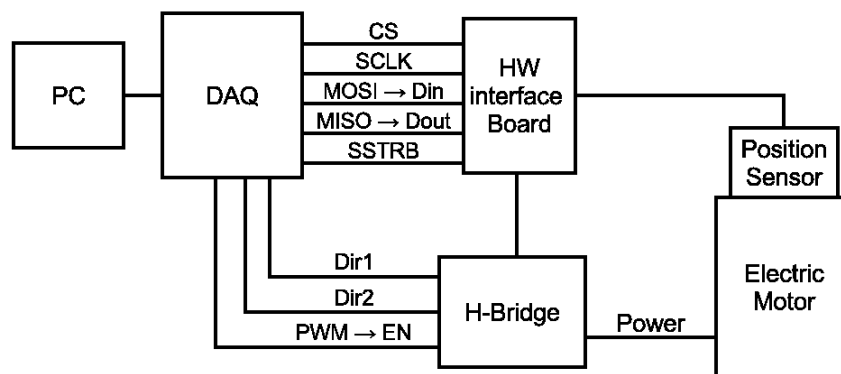 PC
DAQ
CS
SCLK
MOSI → Din
MISO → Dout
SSTRB
HW
interface
Board
Position
Sensor
Dir1
Dir2
PWM → EN
H-Bridge
Power
Electric
Motor